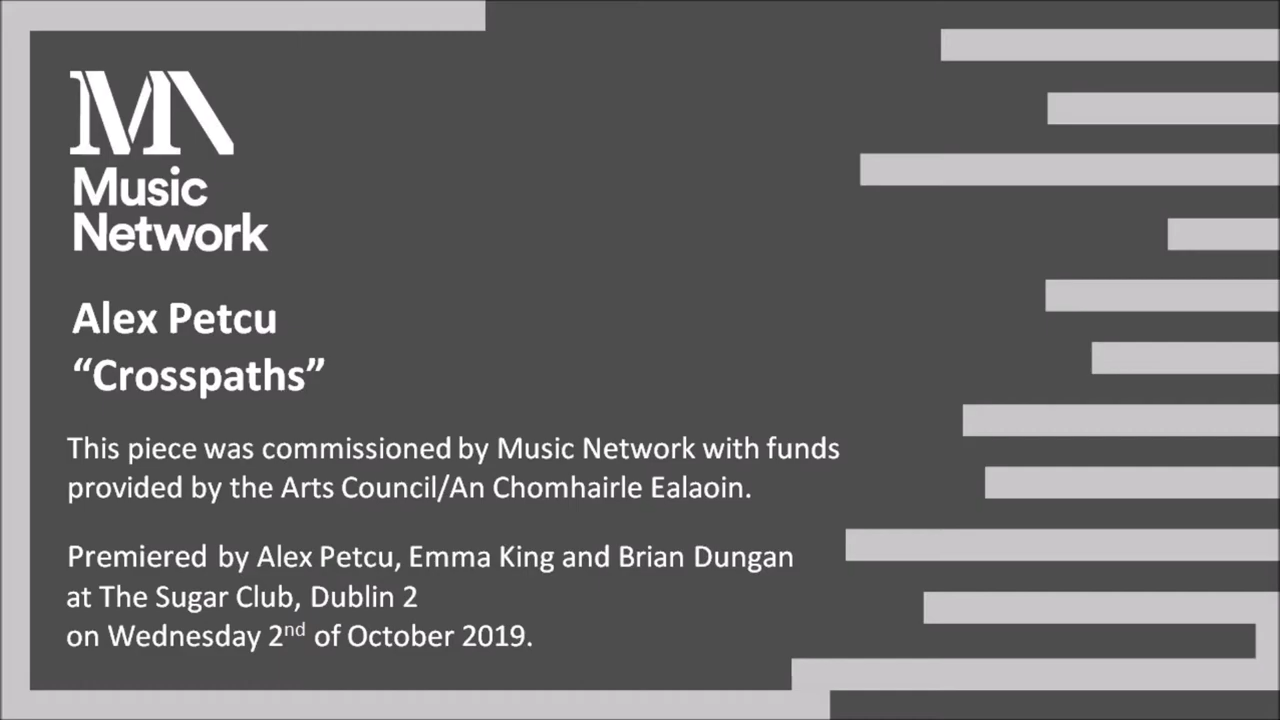 MN
Music
Network
Alex Petcu
“Crosspaths”
This piece was commissioned by Music Network with funds
provided by the Arts Council/An Chomhairle Ealaoin.
Premiered by Alex Petcu, Emma King and Brian Dungan
at The Sugar Club, Dublin 2
on Wednesday 2nd of October 2019.